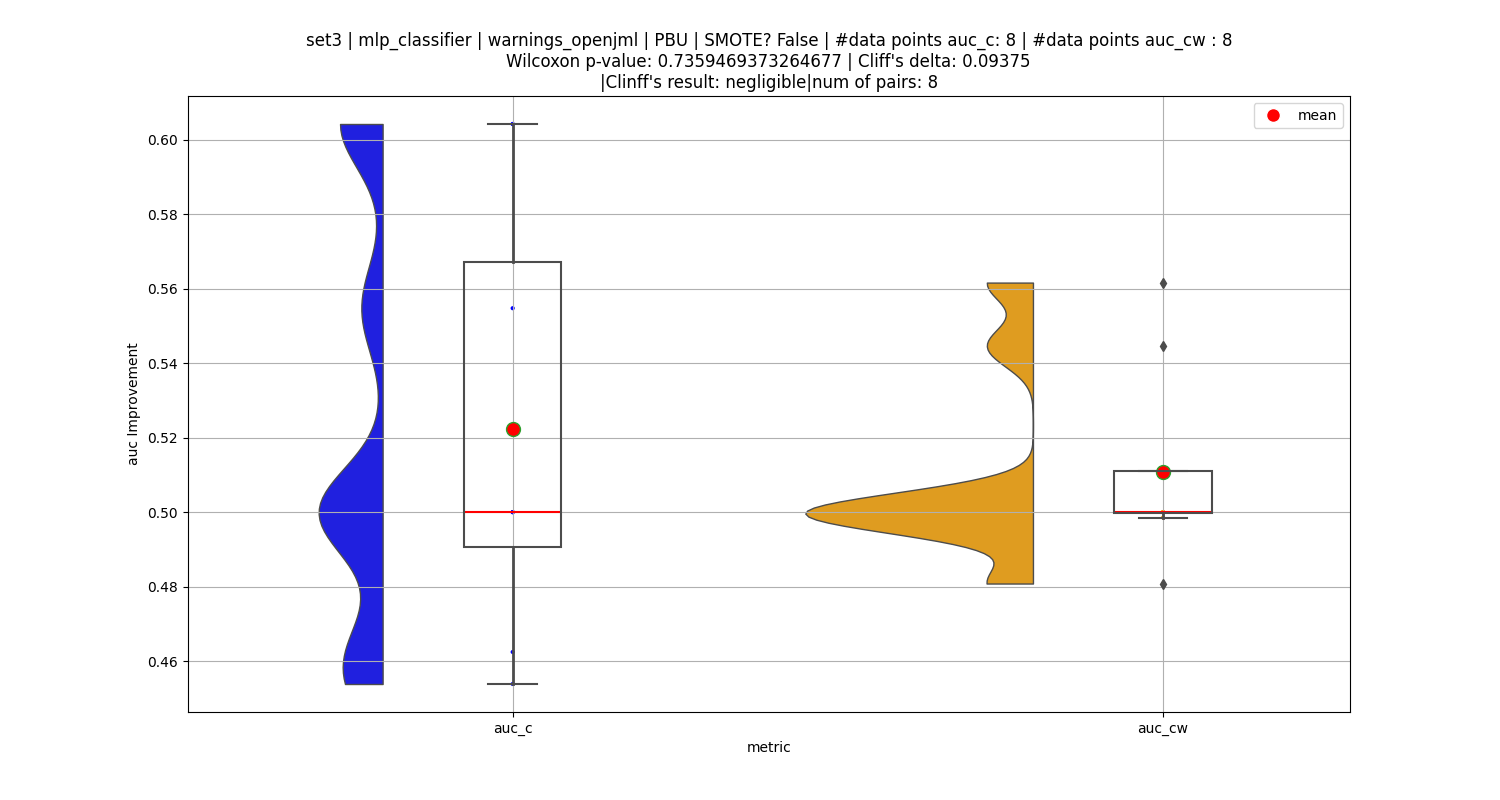 set3 | mlp_classifier | warnings_openjml | PBU | SMOTE? False | #data points auc_c: 8 | #data points auc_cw : 8
Wilcoxon p-value: 0.7359469373264677 | Cliff's delta: 0.09375
|Clinff's result: negligible|num of pairs: 8
mean
0.60
0.58
0.56
0.54
0.52
0.50
0.48
0.46
auc Improvement
auc_c
auc_cw
metric